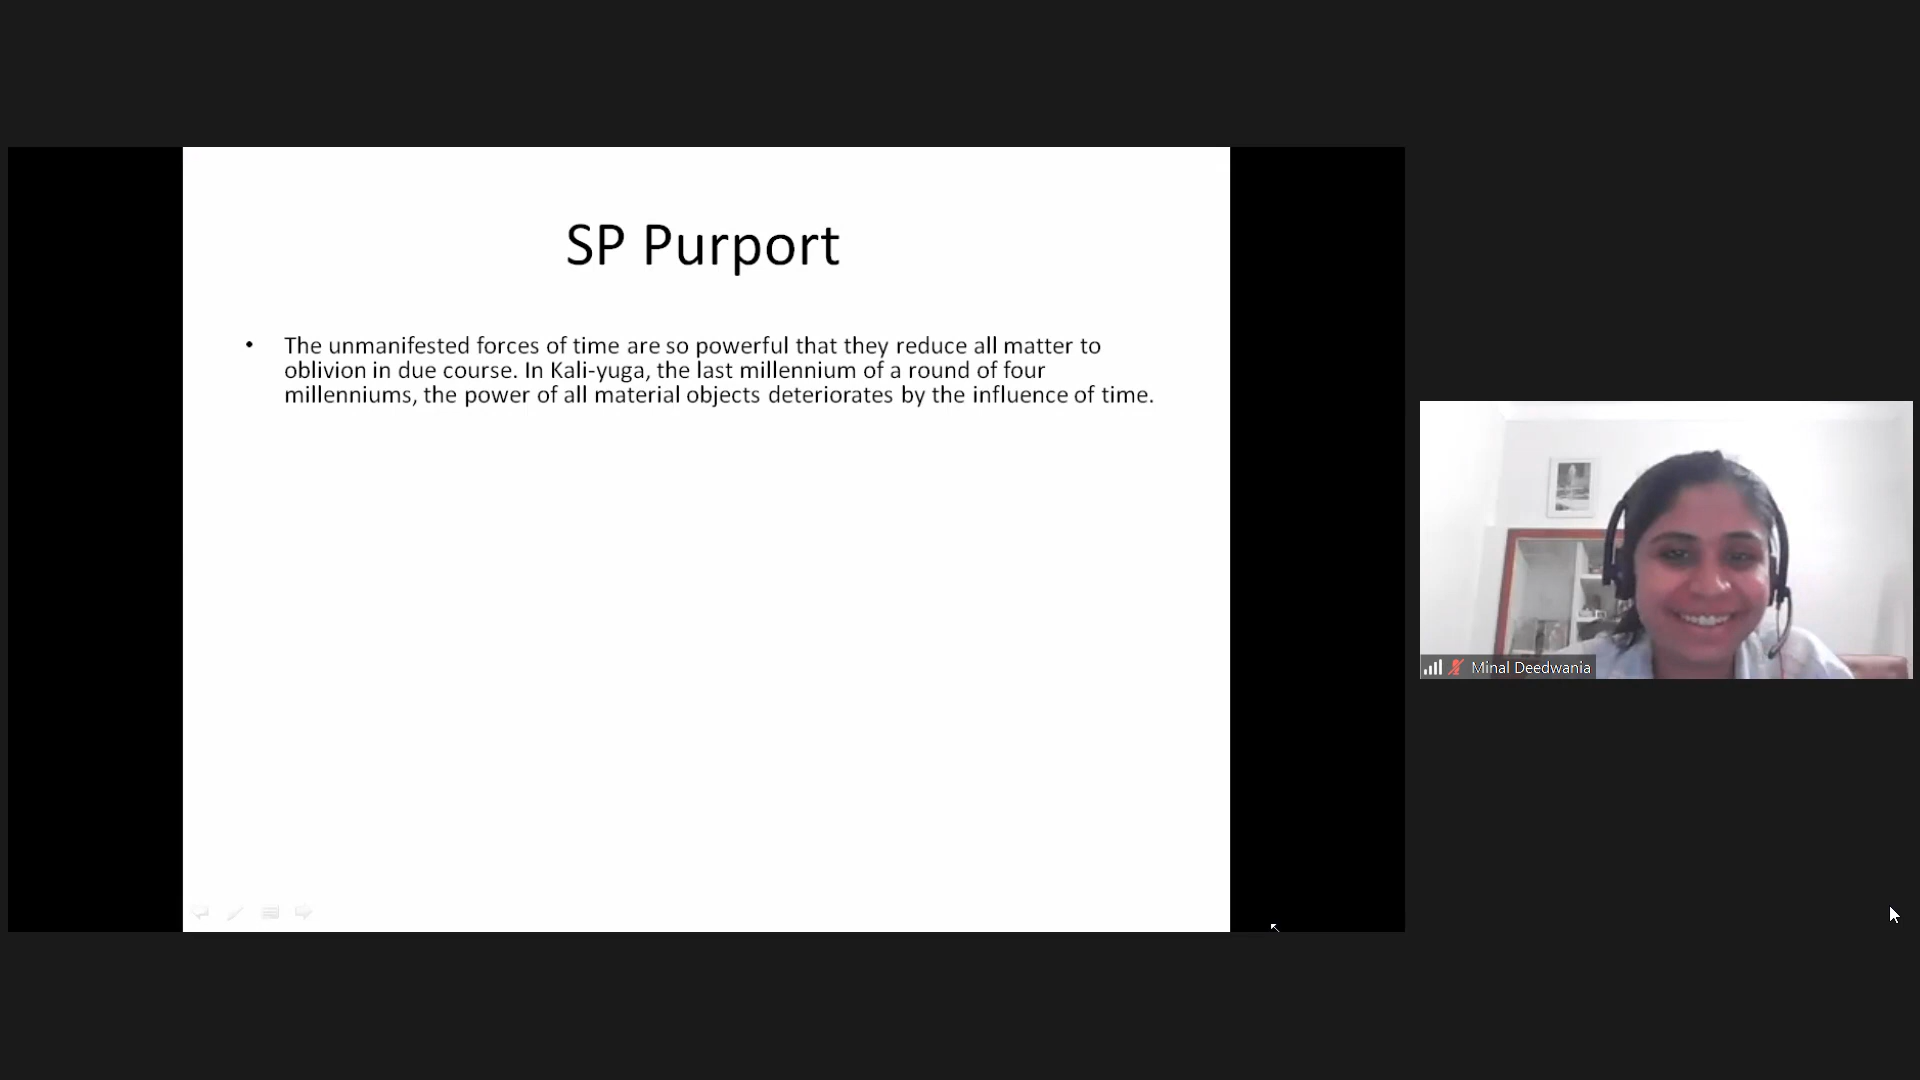 SP Purport
• The unmanifested forces of time are so powerful that they reduce all matter to
oblivion in due course. In Kali-yuga, the last millennium of a round of four
millenniums, the power of all material objects deteriorates by the influence of time.
Minal Deedwania